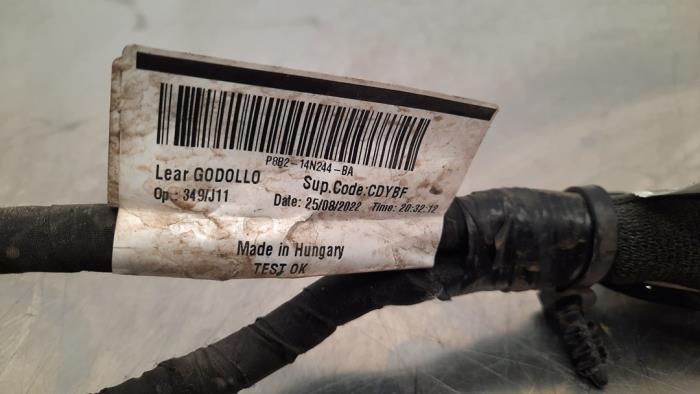 P8B2-14N244-BA
Lear GODOLLO Sup.Code:CDYBF
Op : 349/J11 Date: 25/08/2022 Time: 20:32:12
Made in Hungary
TEST OK